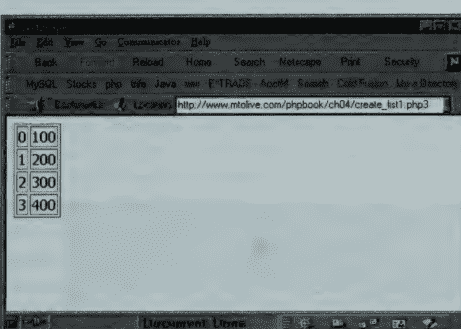 File Edit View Go Communicator Help
Back Forward Reload Home Search Netscape Print Security
MySQL Stocks php Java E*TRADE Search
http://www.mtolive.com/phpbook/ch04/create_list1.php3
0 100
1 200
2 300
3 400
Document: Done